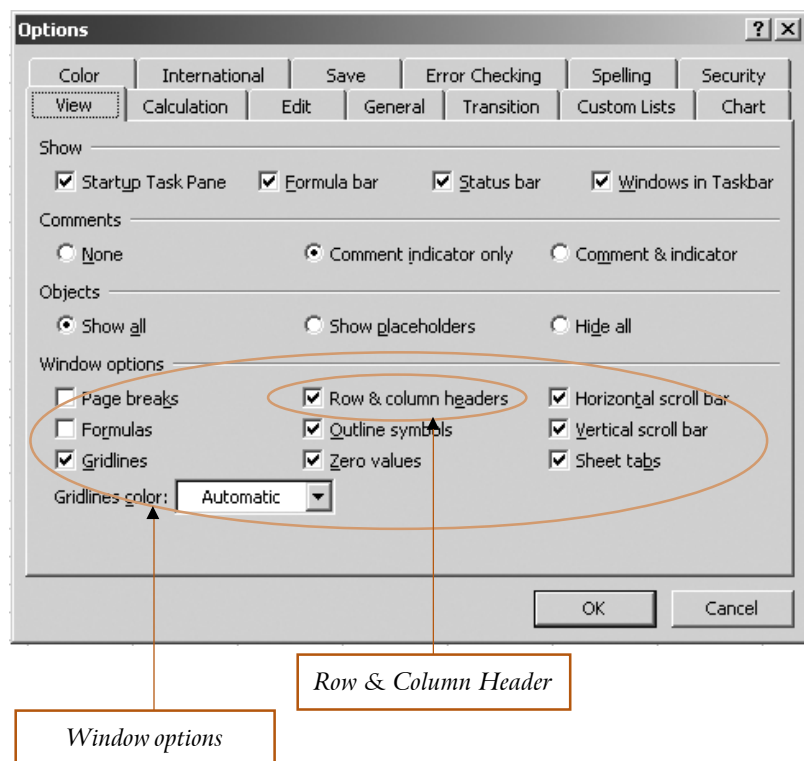 Options
Color International Save Error Checking Spelling Security
View Calculation Edit General Transition Custom Lists Chart
Show
Startup Task Pane Formula bar Status bar Windows in Taskbar
Comments
None Comment indicator only Comment & indicator
Objects
Show all Show placeholders Hide all
Window options
Page breaks Row & column headers Horizontal scroll bar
Formulas Outline symbols Vertical scroll bar
Gridlines Zero values Sheet tabs
Gridlines color: Automatic
OK Cancel
Row & Column Header
Window options